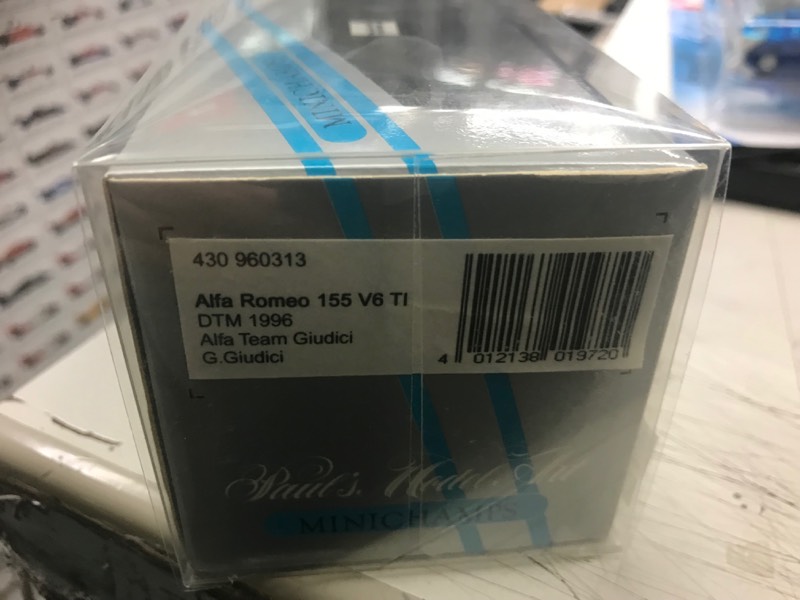 MINICHAMPS
430 960313
Alfa Romeo 155 V6 TI
DTM 1996
Alfa Team Giudici
G.Giudici
4 012138 019720
Paul's Model Art
MINICHAMPS